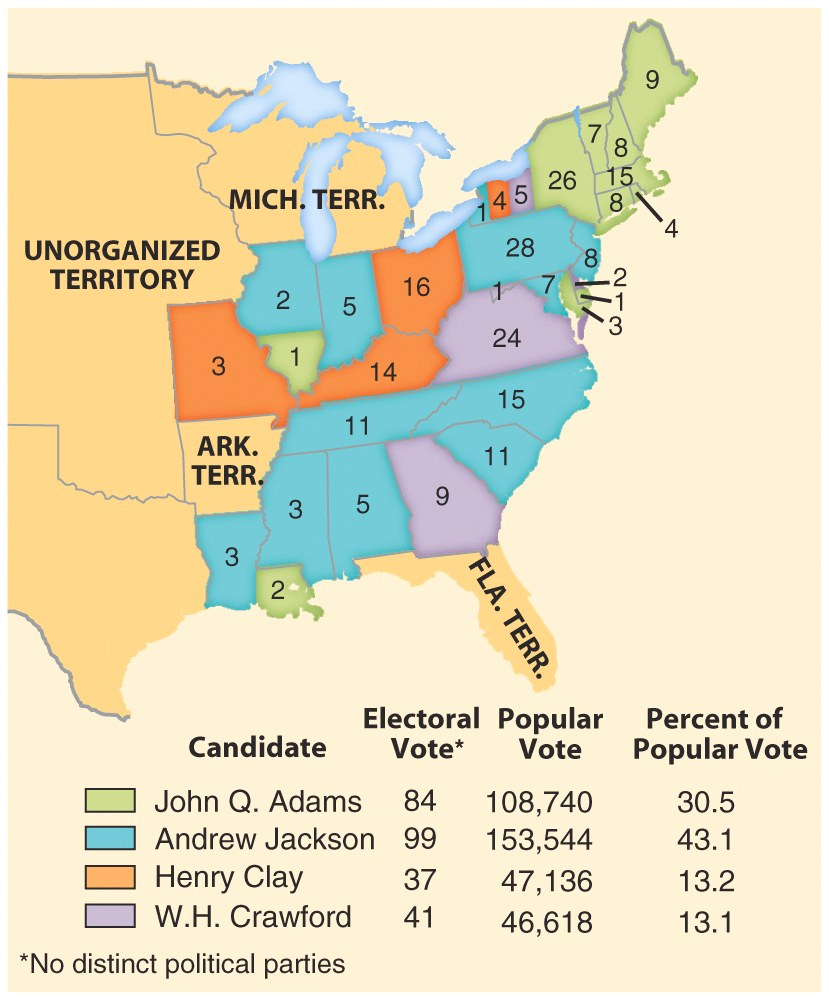 9
7
8
26
15
8
4
1
4
5
MICH. TERR.
UNORGANIZED
TERRITORY
28
8
2
5
16
1
7
2
1
3
3
1
14
24
11
15
ARK.
TERR.
11
3
5
9
3
2
FLA. TERR.
Candidate Electoral Vote* Popular Vote Percent of Popular Vote
John Q. Adams 84 108,740 30.5
Andrew Jackson 99 153,544 43.1
Henry Clay 37 47,136 13.2
W.H. Crawford 41 46,618 13.1
*No distinct political parties